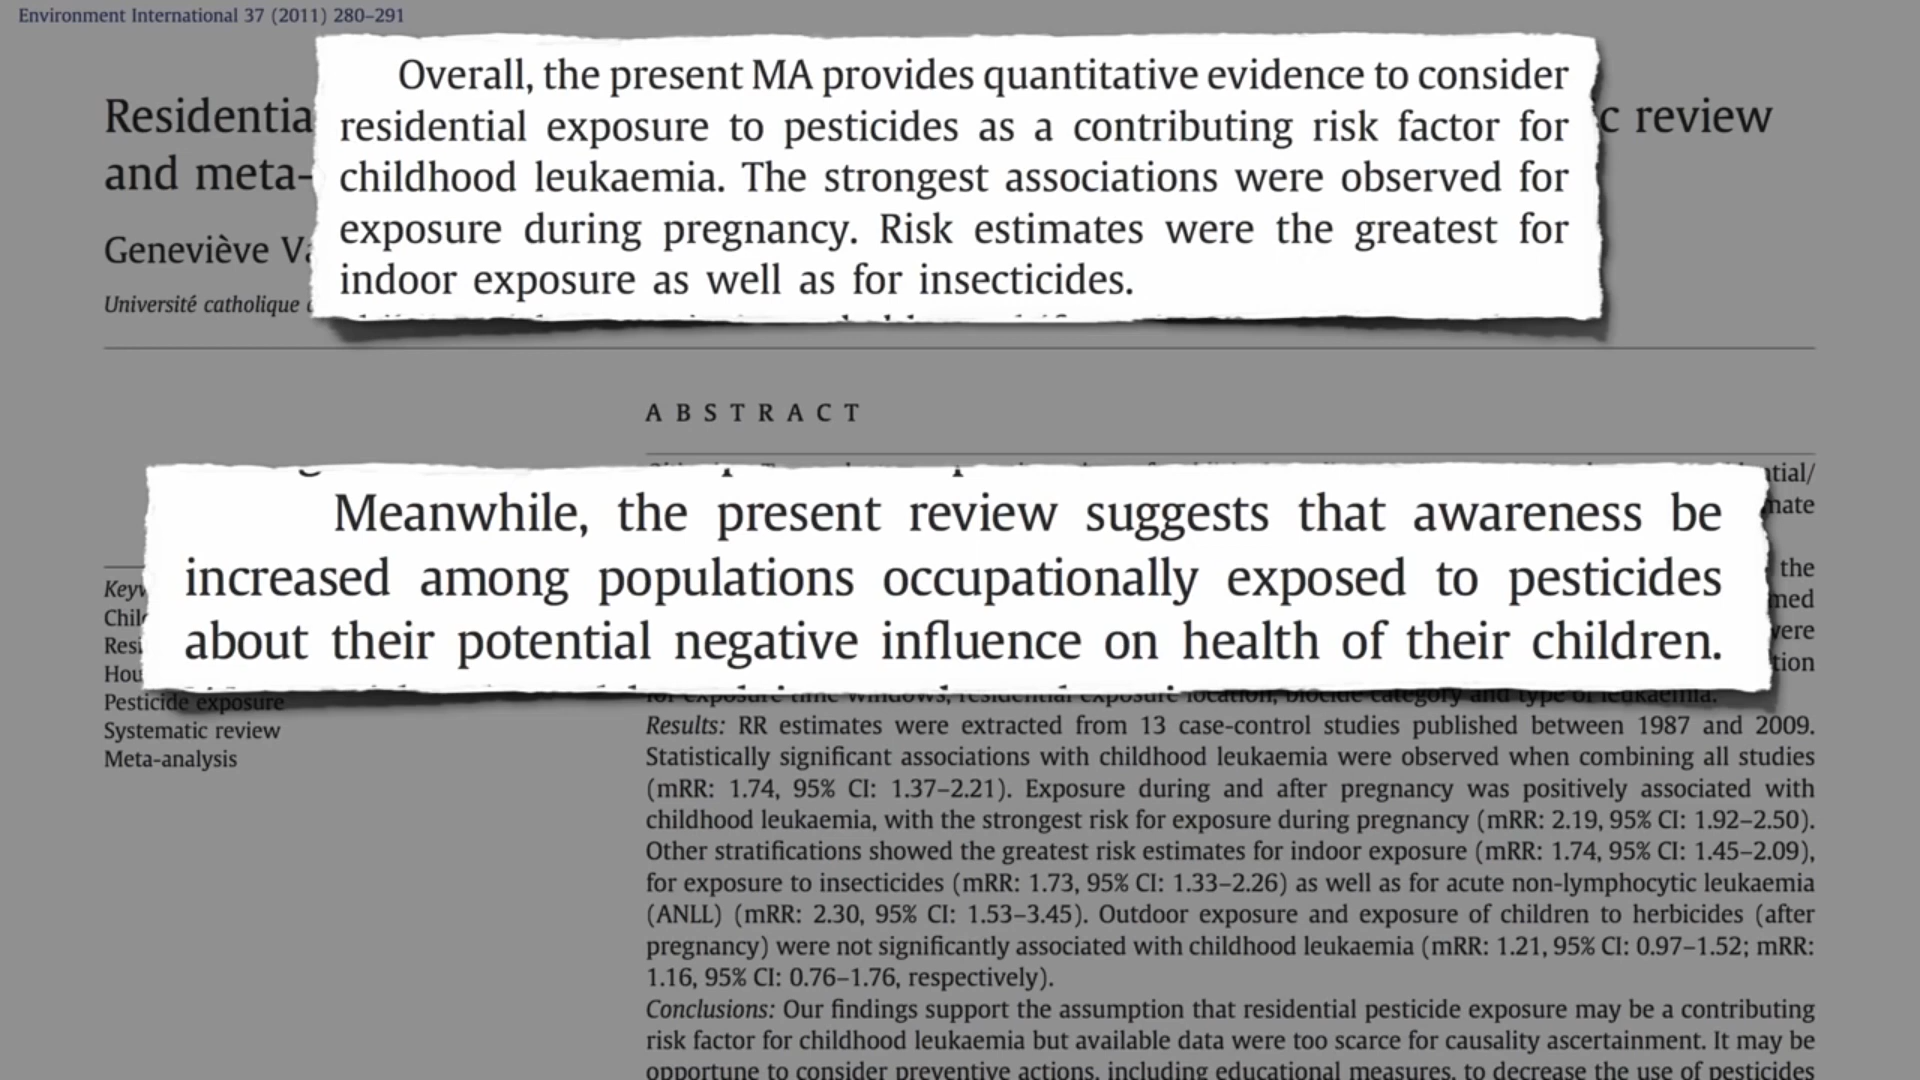 Environment International 37 (2011) 280–291
Overall, the present MA provides quantitative evidence to consider
residential exposure to pesticides as a contributing risk factor for
childhood leukaemia. The strongest associations were observed for
exposure during pregnancy. Risk estimates were the greatest for
indoor exposure as well as for insecticides.
Residentia c review
and meta-
Geneviève Va
Université catholique
ABSTRACT
Meanwhile, the present review suggests that awareness be
increased among populations occupationally exposed to pesticides
about their potential negative influence on health of their children.
the
Pesticide exposure
Systematic review
Meta-analysis
for exposure time windows, residential exposure location, biocide category and type of leukaemia.
Results: RR estimates were extracted from 13 case-control studies published between 1987 and 2009.
Statistically significant associations with childhood leukaemia were observed when combining all studies
(mRR: 1.74, 95% CI: 1.37–2.21). Exposure during and after pregnancy was positively associated with
childhood leukaemia, with the strongest risk for exposure during pregnancy (mRR: 2.19, 95% CI: 1.92–2.50).
Other stratifications showed the greatest risk estimates for indoor exposure (mRR: 1.74, 95% CI: 1.45–2.09),
for exposure to insecticides (mRR: 1.73, 95% CI: 1.33–2.26) as well as for acute non-lymphocytic leukaemia
(ANLL) (mRR: 2.30, 95% CI: 1.53–3.45). Outdoor exposure and exposure of children to herbicides (after
pregnancy) were not significantly associated with childhood leukaemia (mRR: 1.21, 95% CI: 0.97–1.52; mRR:
1.16, 95% CI: 0.76–1.76, respectively).
Conclusions: Our findings support the assumption that residential pesticide exposure may be a contributing
risk factor for childhood leukaemia but available data were too scarce for causality ascertainment. It may be
opportune to consider preventive actions, including educational measures, to decrease the use of pesticides